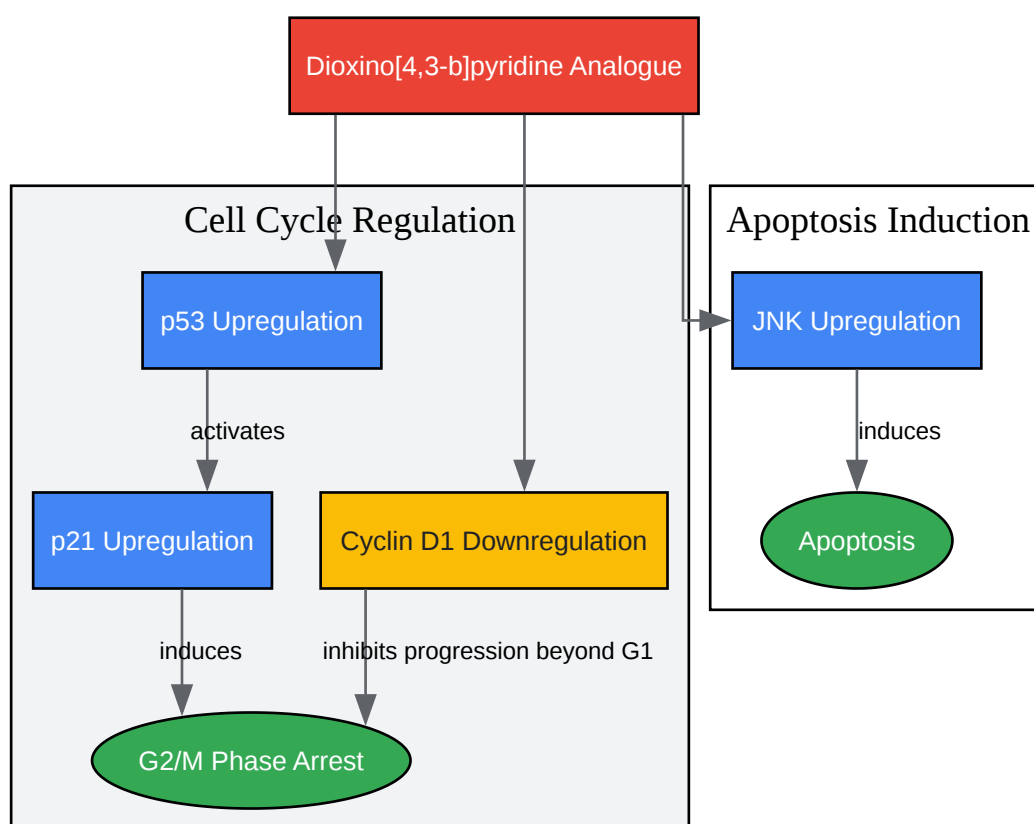 Dioxino[4,3-b]pyridine Analogue
Cell Cycle Regulation
Apoptosis Induction
p53 Upregulation
JNK Upregulation
activates
induces
p21 Upregulation
Cyclin D1 Downregulation
Apoptosis
induces
inhibits progression beyond G1
G2/M Phase Arrest